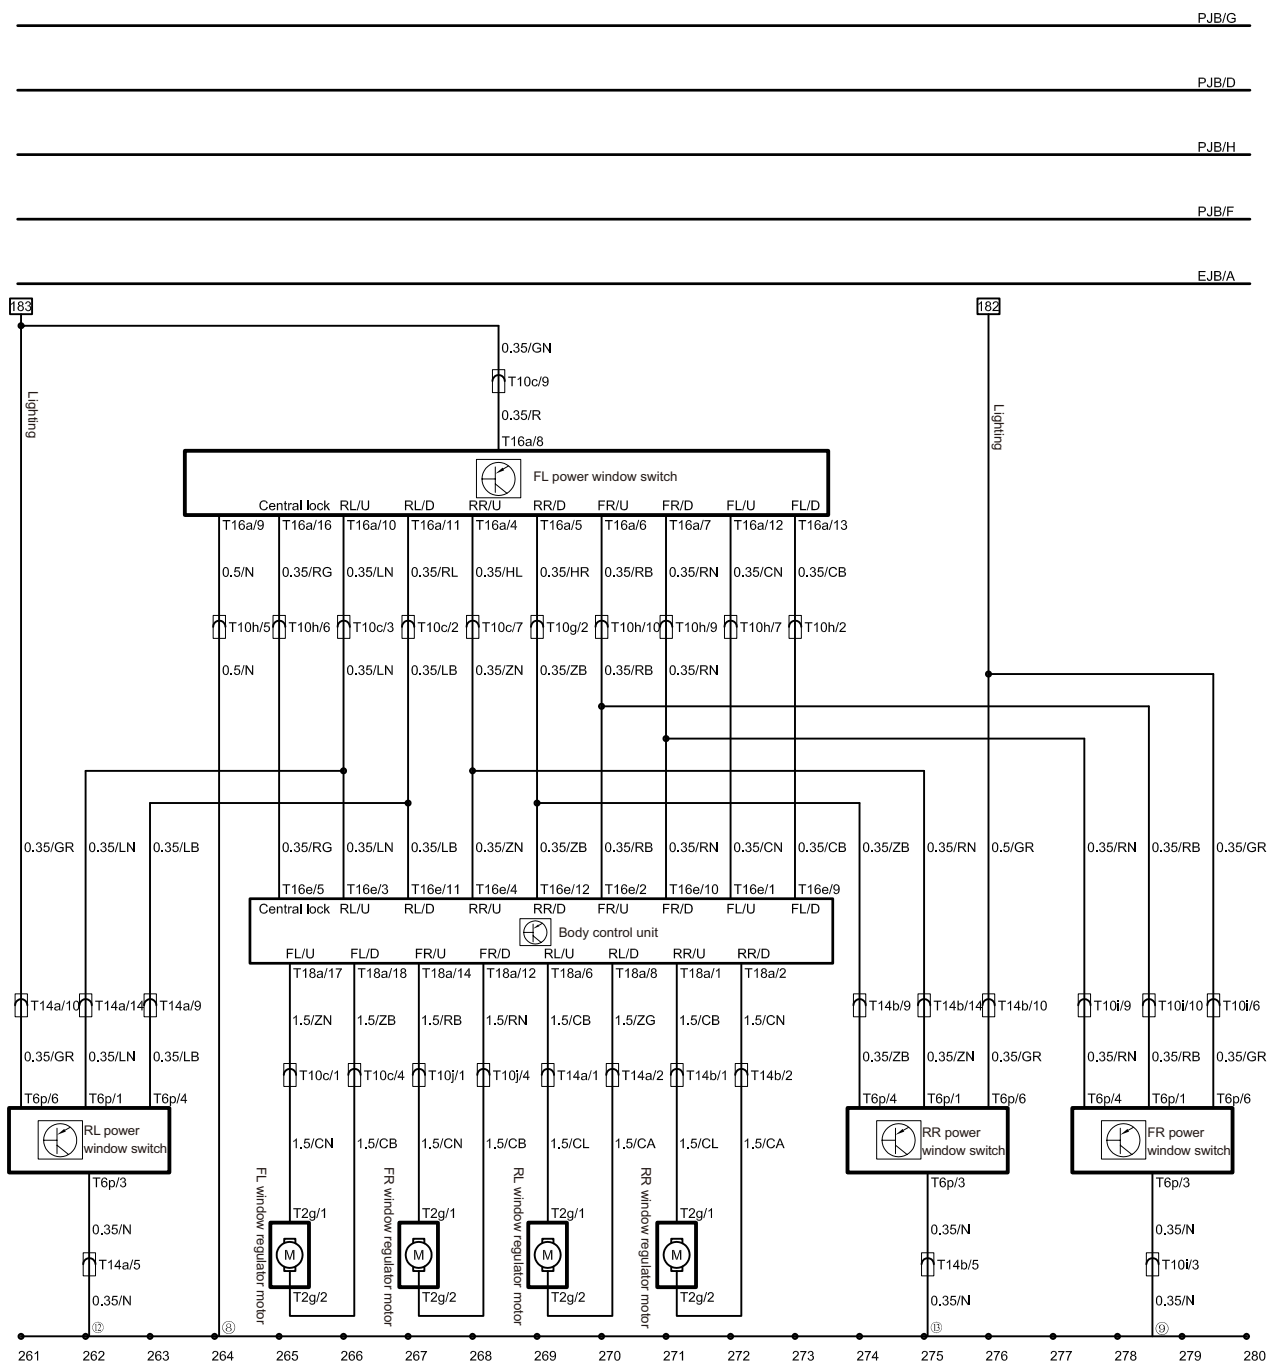 PJB/G
PJB/D
PJB/H
PJB/F
EJB/A
183
182
0.35/GN
T10c/9
Lighting
Lighting
0.35/R
T16a/8
FL power window switch
Central lock RL/U RL/D RR/U RR/D FR/U FR/D FL/U FL/D
T16a/9 T16a/16 T16a/10 T16a/11 T16a/4 T16a/5 T16a/6 T16a/7 T16a/12 T16a/13
0.5/N 0.35/RG 0.35/LN 0.35/RL 0.35/HL 0.35/HR 0.35/RB 0.35/RN 0.35/CN 0.35/CB
T10h/5 T10h/6 T10c/3 T10c/2 T10c/7 T10g/2 T10h/10 T10h/9 T10h/7 T10h/2
0.5/N 0.35/LN 0.35/LB 0.35/ZN 0.35/ZB 0.35/RB 0.35/RN
0.35/GR 0.35/LN 0.35/LB 0.35/RG 0.35/LN 0.35/LB 0.35/ZN 0.35/ZB 0.35/RB 0.35/RN 0.35/CN 0.35/CB 0.35/ZB 0.35/RN 0.5/GR 0.35/RN 0.35/RB 0.35/GR
T16e/5 T16e/3 T16e/11 T16e/4 T16e/12 T16e/2 T16e/10 T16e/1 T16e/9
Central lock RL/U RL/D RR/U RR/D FR/U FR/D FL/U FL/D
Body control unit
FL/U FL/D FR/U FR/D RL/U RL/D RR/U RR/D
T18a/17 T18a/18 T18a/14 T18a/12 T18a/6 T18a/8 T18a/1 T18a/2
T14a/10 T14a/14 T14a/9 T14b/9 T14b/14 T14b/10 T10i/9 T10i/10 T10i/6
1.5/ZN 1.5/ZB 1.5/RB 1.5/RN 1.5/CB 1.5/ZG 1.5/CB 1.5/CN
0.35/GR 0.35/LN 0.35/LB 0.35/ZB 0.35/ZN 0.35/GR 0.35/RN 0.35/RB 0.35/GR
T10c/1 T10c/4 T10j/1 T10j/4 T14a/1 T14a/2 T14b/1 T14b/2
T6p/6 T6p/1 T6p/4 T6p/4 T6p/1 T6p/6 T6p/4 T6p/1 T6p/6
RL power
window switch
RR power
window switch
FR power
window switch
1.5/CN 1.5/CB 1.5/CN 1.5/CB 1.5/CL 1.5/CA 1.5/CL 1.5/CA
T6p/3 T6p/3 T6p/3
FL window regulator motor
FR window regulator motor
RL window regulator motor
RR window regulator motor
T2g/1 T2g/1 T2g/1 T2g/1
0.35/N 0.35/N 0.35/N
M M M M
T14a/5 T14b/5 T10i/3
T2g/2 T2g/2 T2g/2 T2g/2
0.35/N 0.35/N 0.35/N
⑫ ⑧ ⑬ ⑨
261 262 263 264 265 266 267 268 269 270 271 272 273 274 275 276 277 278 279 280